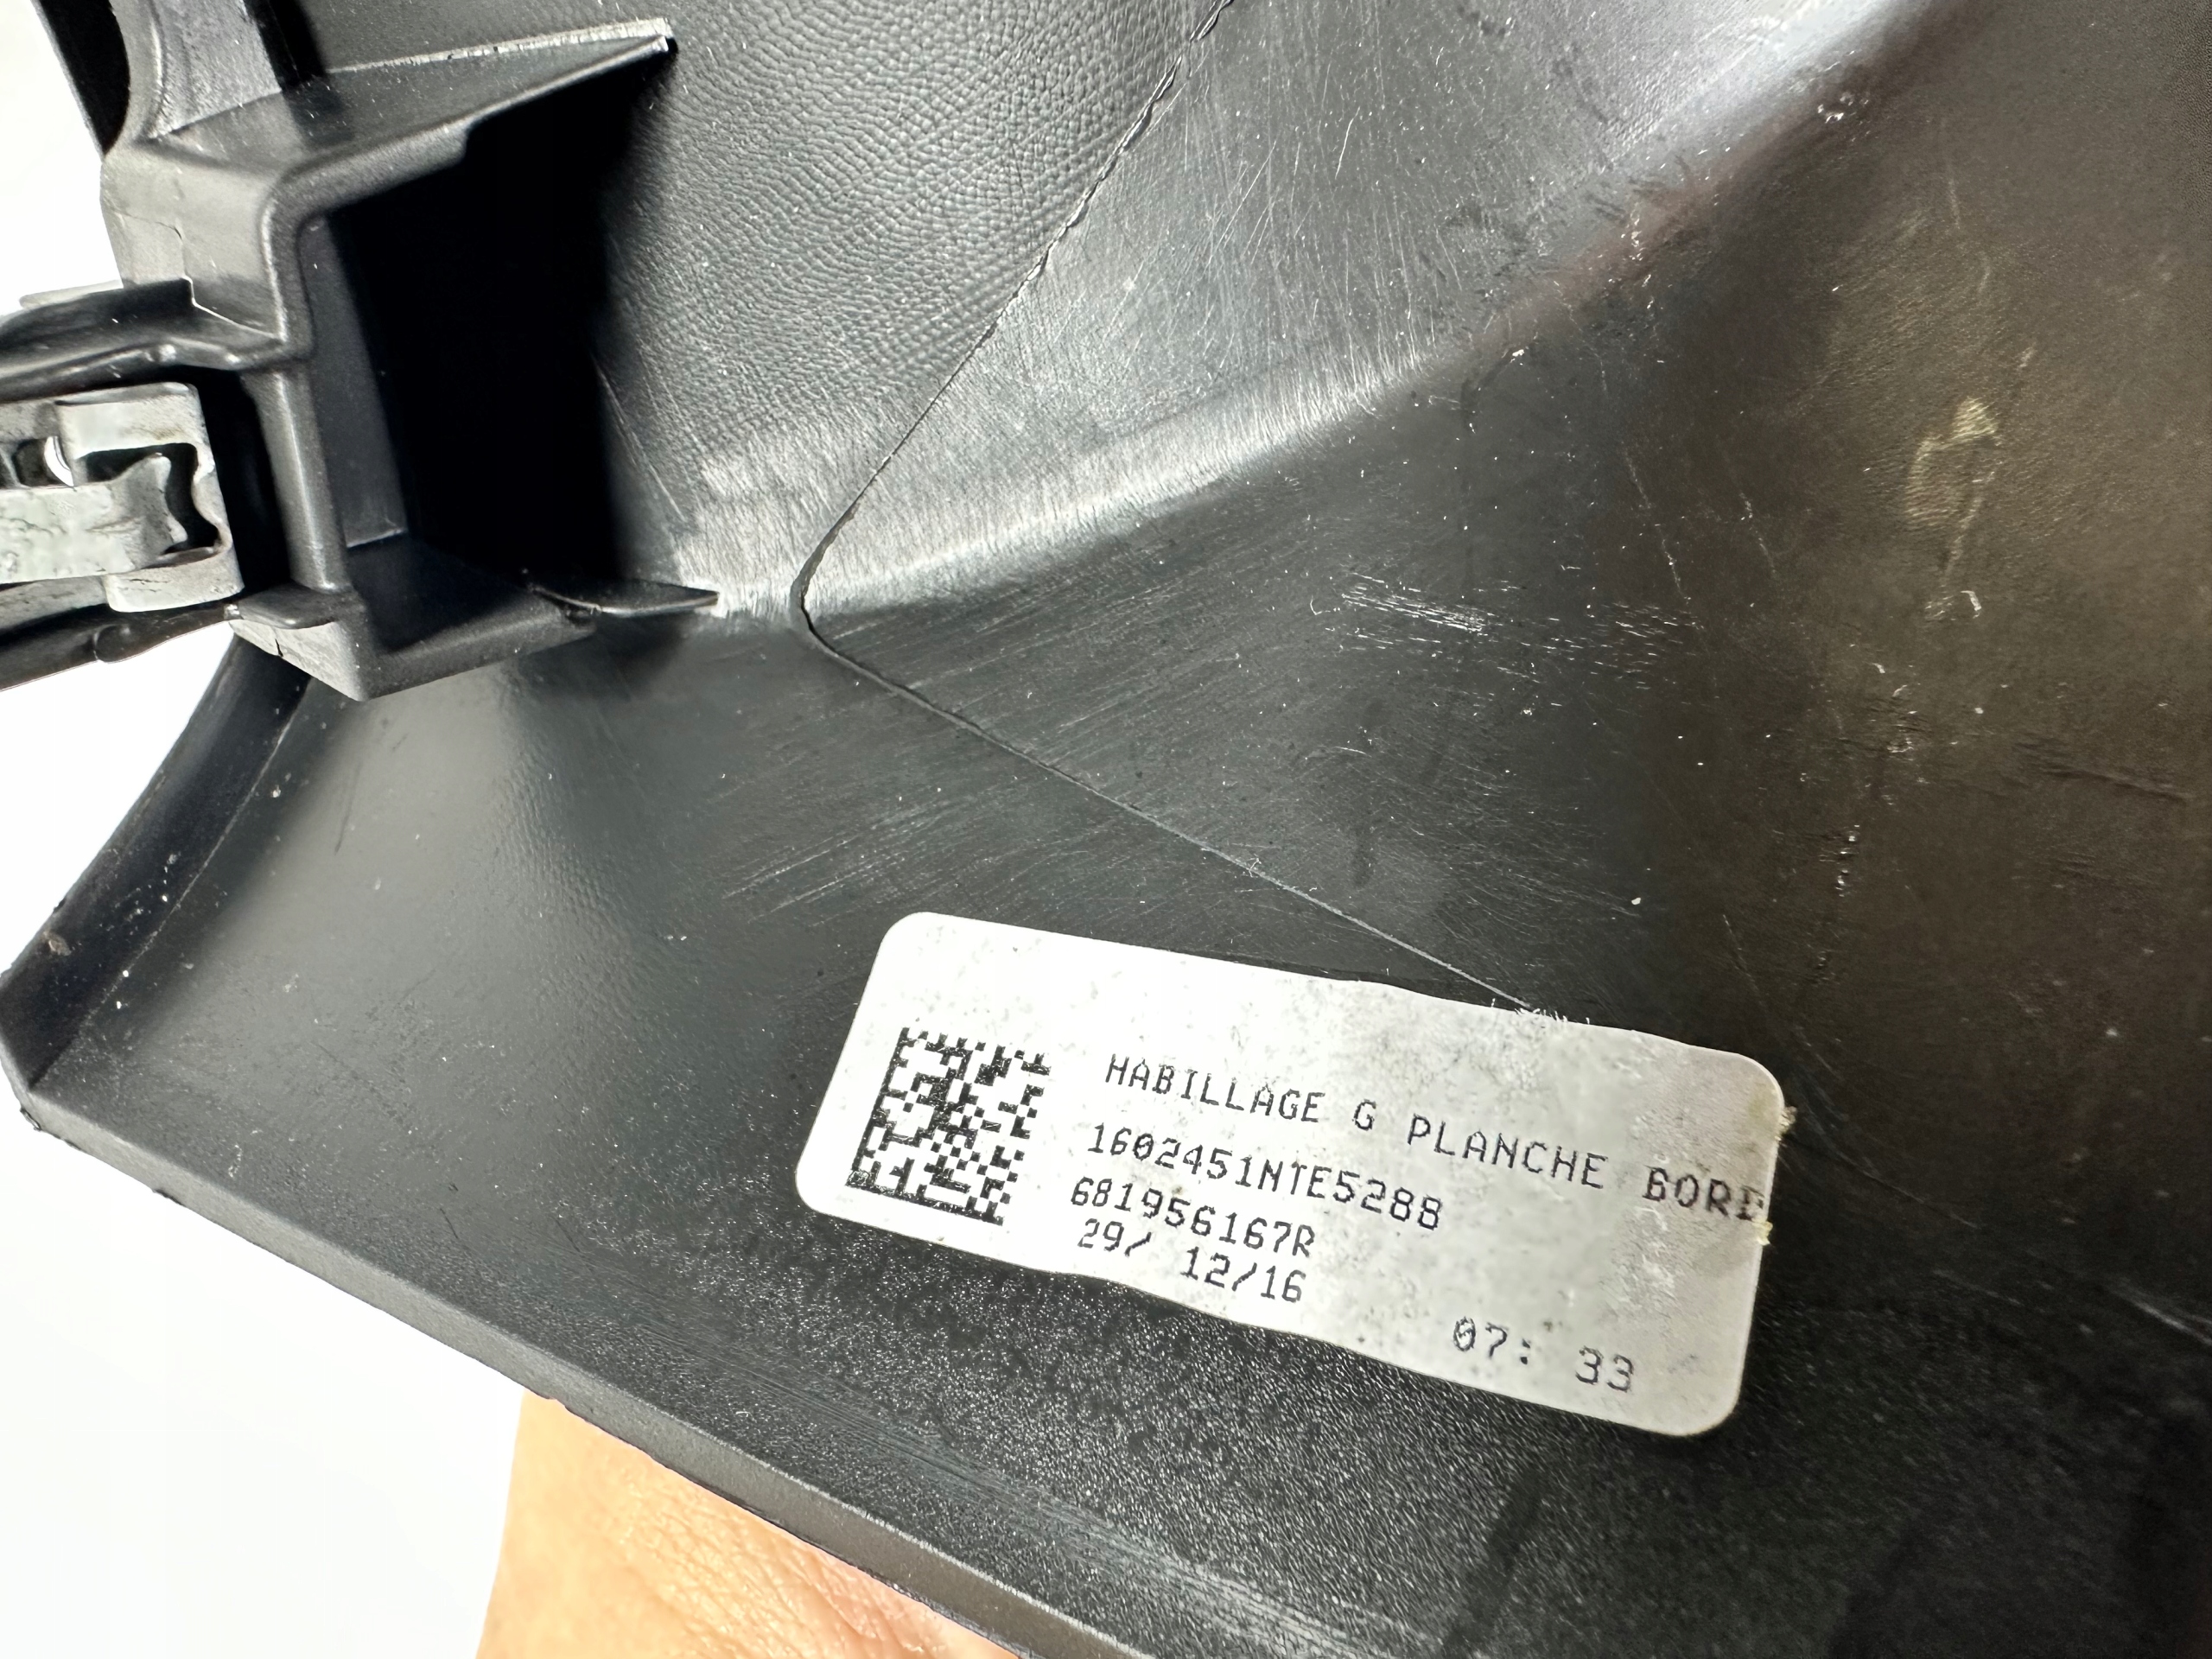 HABILLAGE G PLANCHE BORD
1602451NTE5288
681956167R
29/ 12/16
07: 33